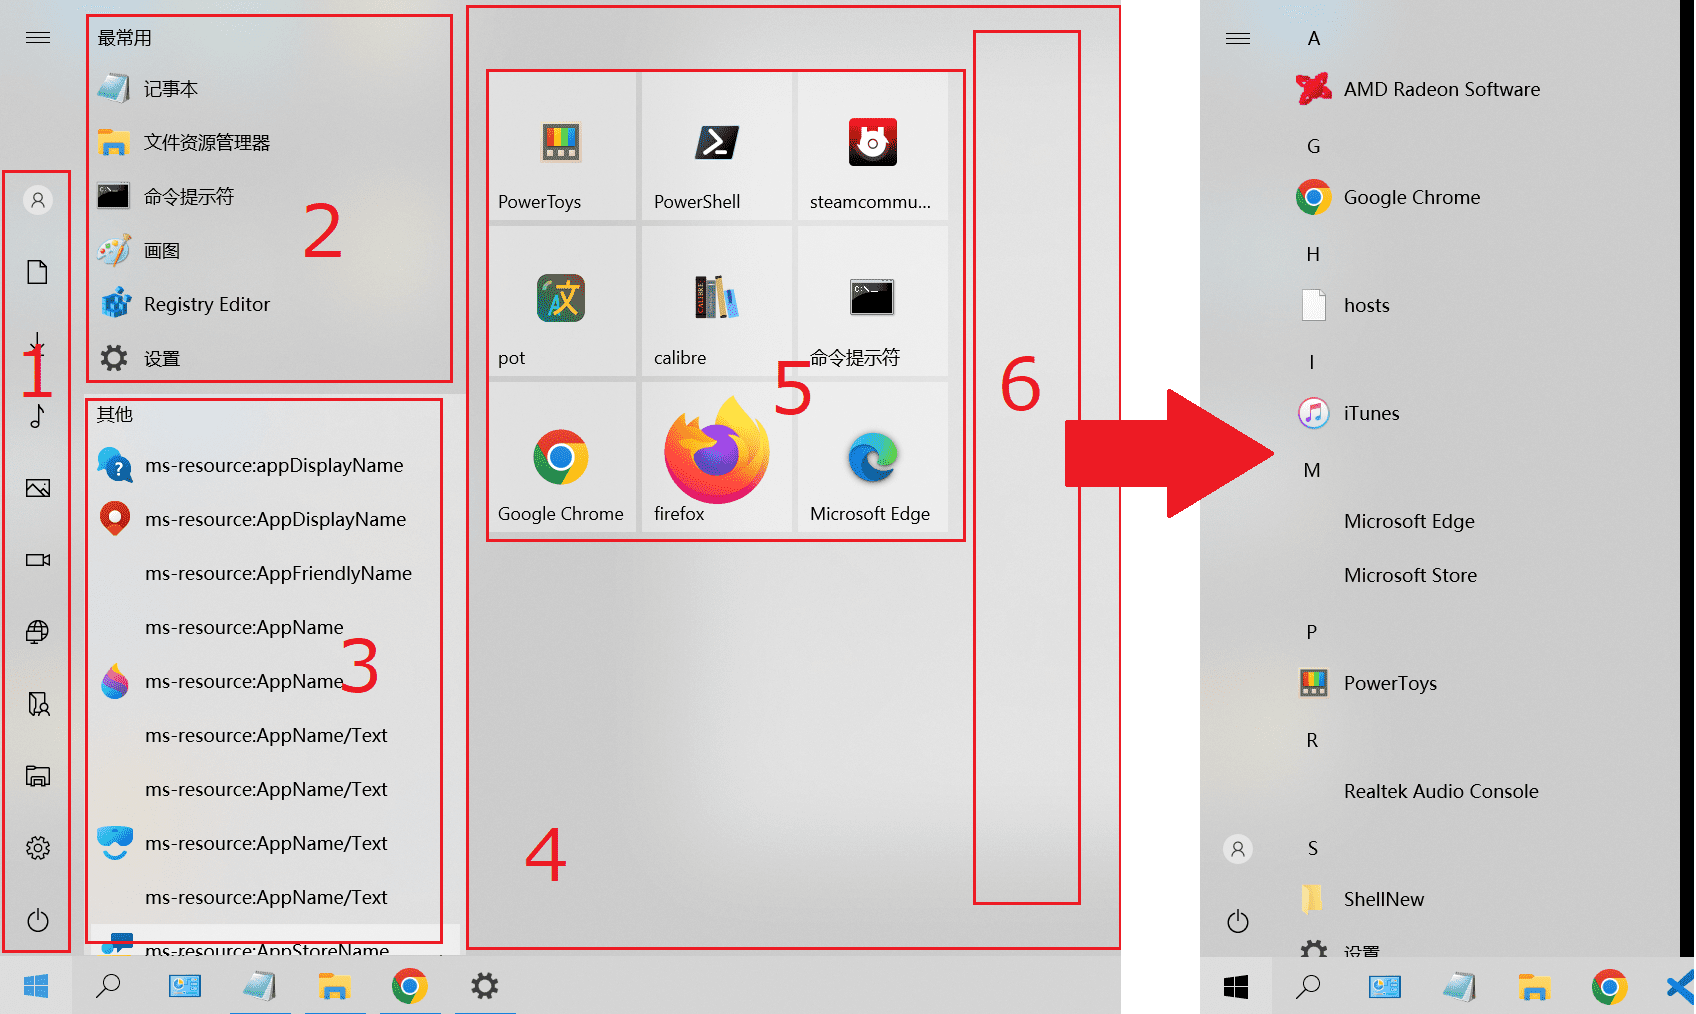 最常用
记事本
文件资源管理器
命令提示符
画图
Registry Editor
设置
1
2
其他
ms-resource:appDisplayName
ms-resource:AppDisplayName
ms-resource:AppFriendlyName
ms-resource:AppName
ms-resource:AppName
ms-resource:AppName/Text
ms-resource:AppName/Text
ms-resource:AppName/Text
ms-resource:AppName/Text
ms-resource:AppStoreName
3
4
PowerToys
PowerShell
steamcommu...
pot
calibre
命令提示符
Google Chrome
firefox
Microsoft Edge
5
6
A
AMD Radeon Software
G
Google Chrome
H
hosts
I
iTunes
M
Microsoft Edge
Microsoft Store
P
PowerToys
R
Realtek Audio Console
S
ShellNew
设置